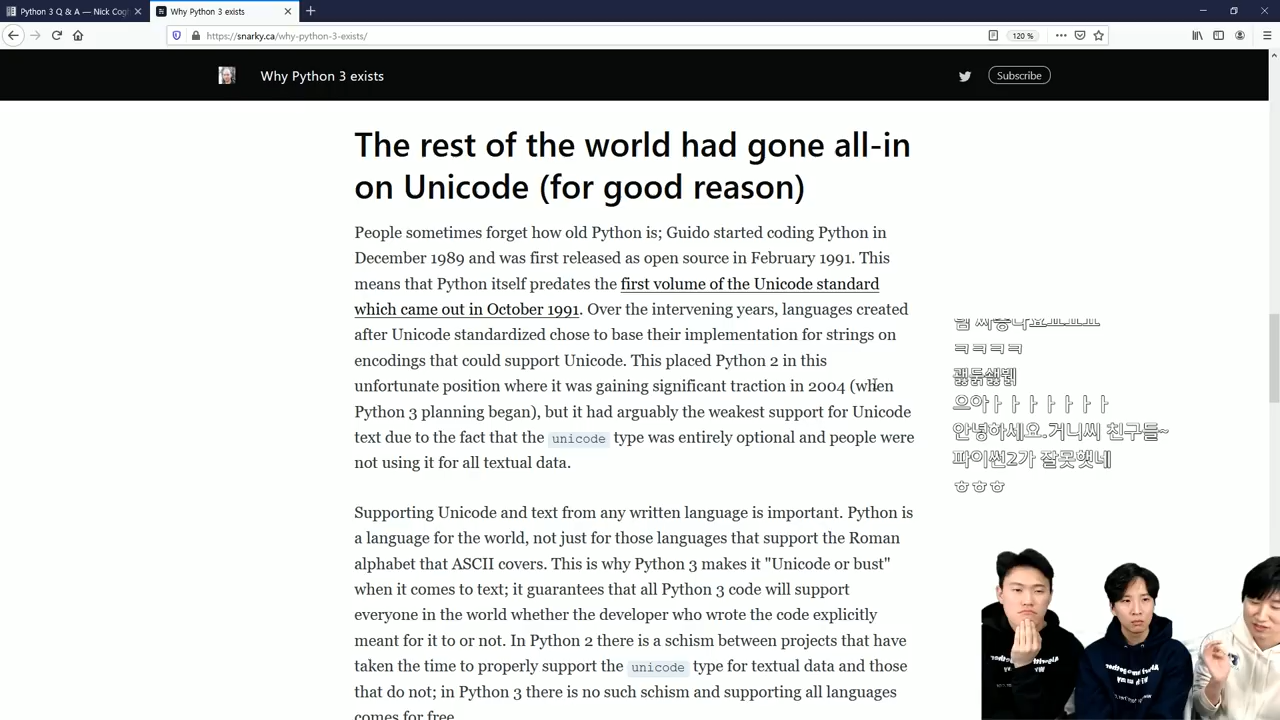 Python 3 Q & A — Nick Cogh
Why Python 3 exists
https://snarky.ca/why-python-3-exists/
120 %
Why Python 3 exists
Subscribe
The rest of the world had gone all-in
on Unicode (for good reason)
People sometimes forget how old Python is; Guido started coding Python in
December 1989 and was first released as open source in February 1991. This
means that Python itself predates the first volume of the Unicode standard
which came out in October 1991. Over the intervening years, languages created
after Unicode standardized chose to base their implementation for strings on
encodings that could support Unicode. This placed Python 2 in this
unfortunate position where it was gaining significant traction in 2004 (when
Python 3 planning began), but it had arguably the weakest support for Unicode
text due to the fact that the unicode type was entirely optional and people were
not using it for all textual data.
Supporting Unicode and text from any written language is important. Python is
a language for the world, not just for those languages that support the Roman
alphabet that ASCII covers. This is why Python 3 makes it "Unicode or bust"
when it comes to text; it guarantees that all Python 3 code will support
everyone in the world whether the developer who wrote the code explicitly
meant for it to or not. In Python 2 there is a schism between projects that have
taken the time to properly support the unicode type for textual data and those
that do not; in Python 3 there is no such schism and supporting all languages
comes for free.
ㅋㅋㅋㅋ
으아ㅏㅏㅏㅏㅏㅏㅏ
안녕하세요.거니씨 친구들~
파이썬2가 잘못햇네
ㅎㅎㅎ